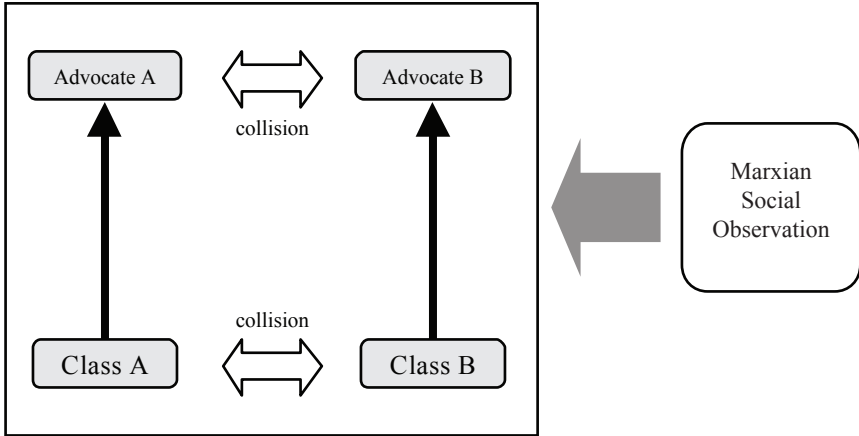 Advocate A
Advocate B
collision
Marxian
Social
Observation
collision
Class A
Class B